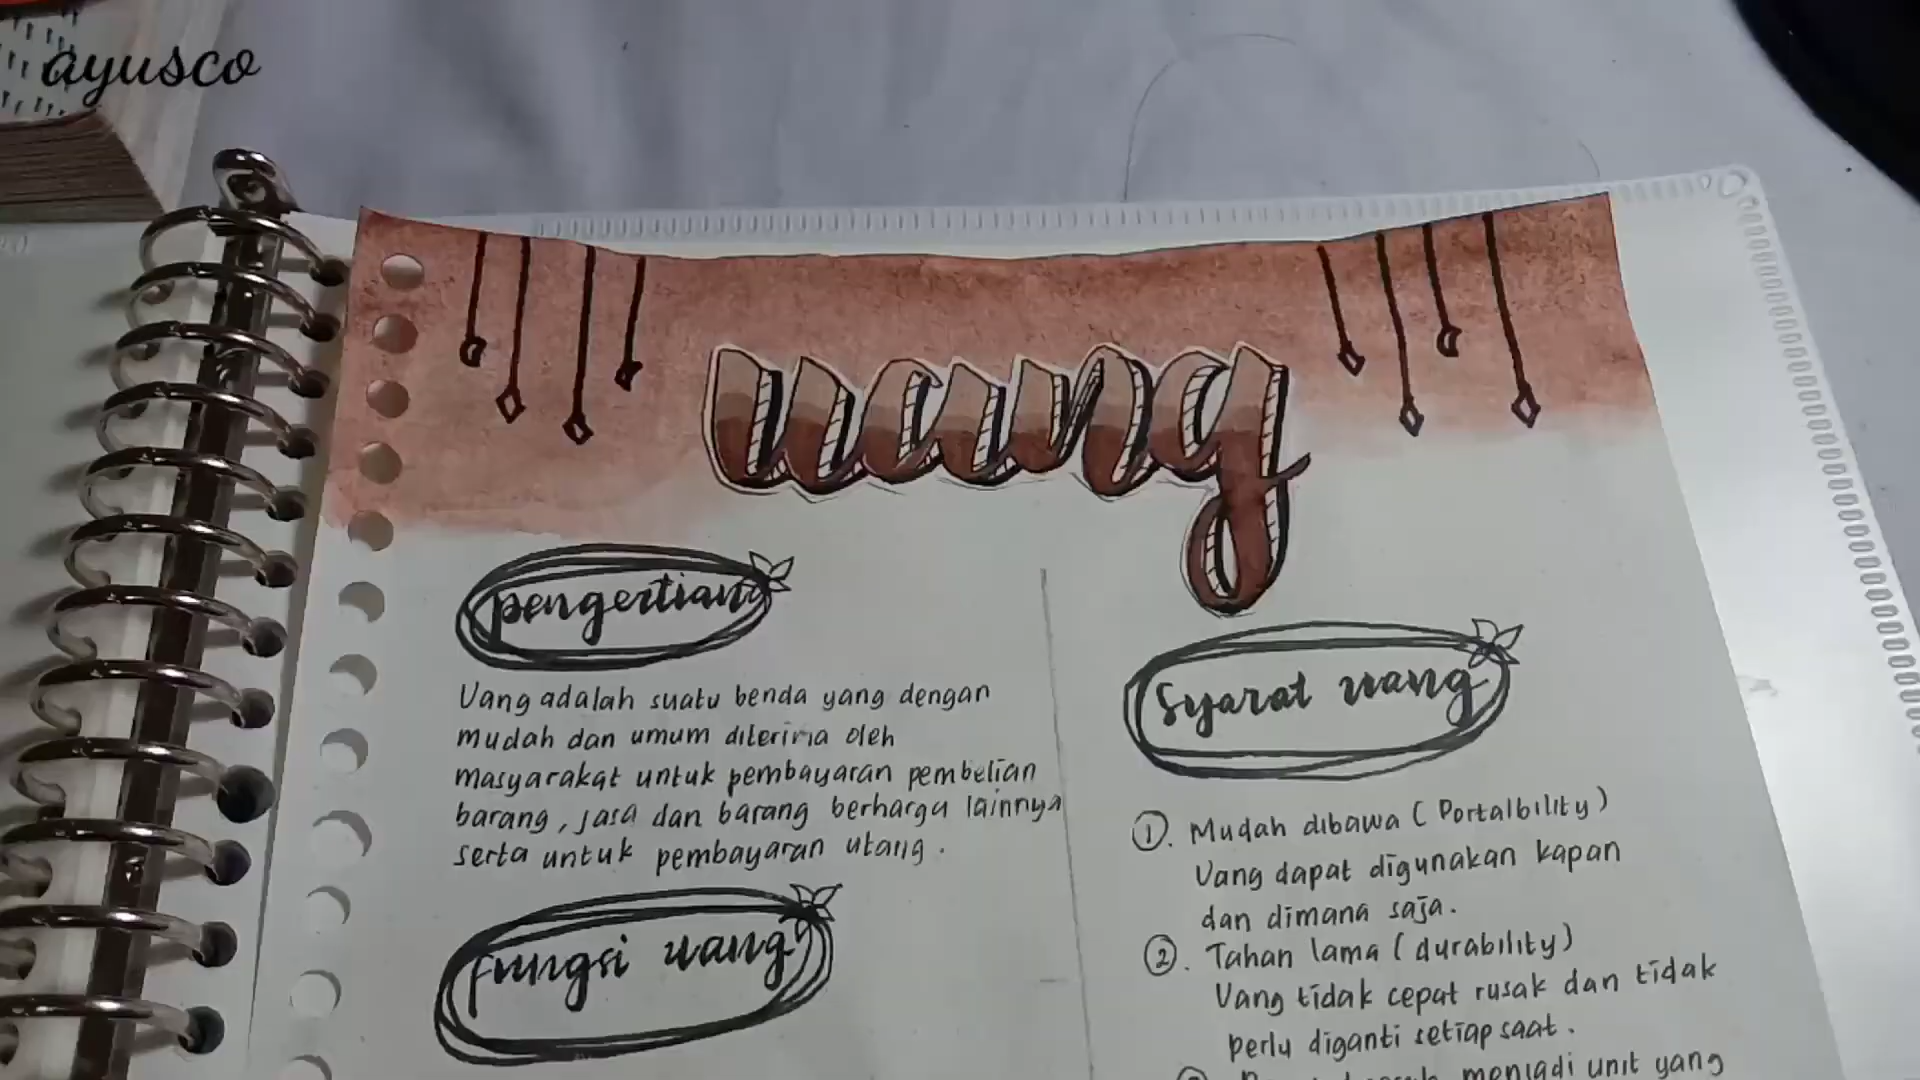 ayusco
uang
pengertian
Uang adalah suatu benda yang dengan
mudah dan umum diterima oleh
masyarakat untuk pembayaran pembelian
barang, jasa dan barang berharga lainnya
serta untuk pembayaran utang.
fungsi uang
Syarat uang
1. Mudah dibawa (Portalbility)
Uang dapat digunakan kapan
dan dimana saja.
2. Tahan lama (durability)
Uang tidak cepat rusak dan tidak
perlu diganti setiap saat.
menjadi unit yang